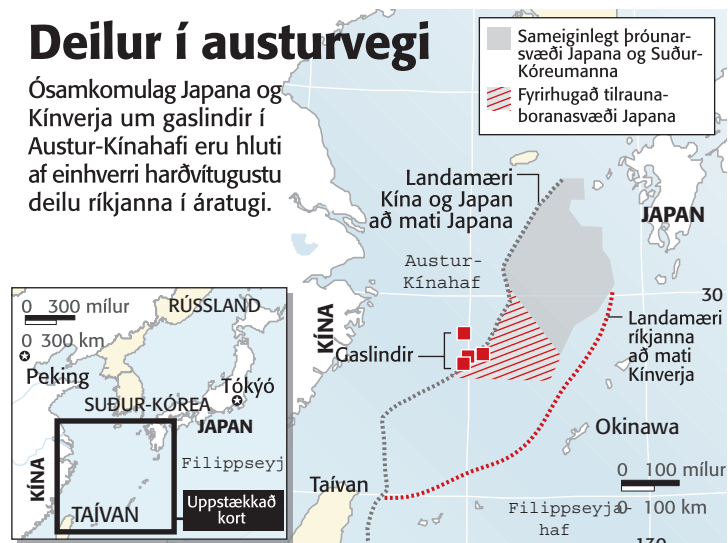 Deilur í austurvegi
Ósamkomulag Japana og
Kínverja um gaslindir í
Austur-Kínahafi eru hluti
af einhverri harðvítugustu
deilu ríkjanna í áratugi.
Sameiginlegt þróunar-
svæði Japana og Suður-
Kóreumanna
Fyrirhugað tilrauna-
boranasvæði Japana
Landamæri
Kína og Japan
að mati Japana
JAPAN
Austur-
Kínahaf
30
Landamæri
ríkjanna
að mati
Kínverja
KÍNA
Gaslindir
Okinawa
0 100 mílur
0 100 km
Taívan
Filippseyja-
haf
130
0 300 mílur
0 300 km
RÚSSLAND
Peking
Tókýó
SUÐUR-KÓREA
JAPAN
Filippseyj
KÍNA
TAÍVAN
Uppstækkað
kort